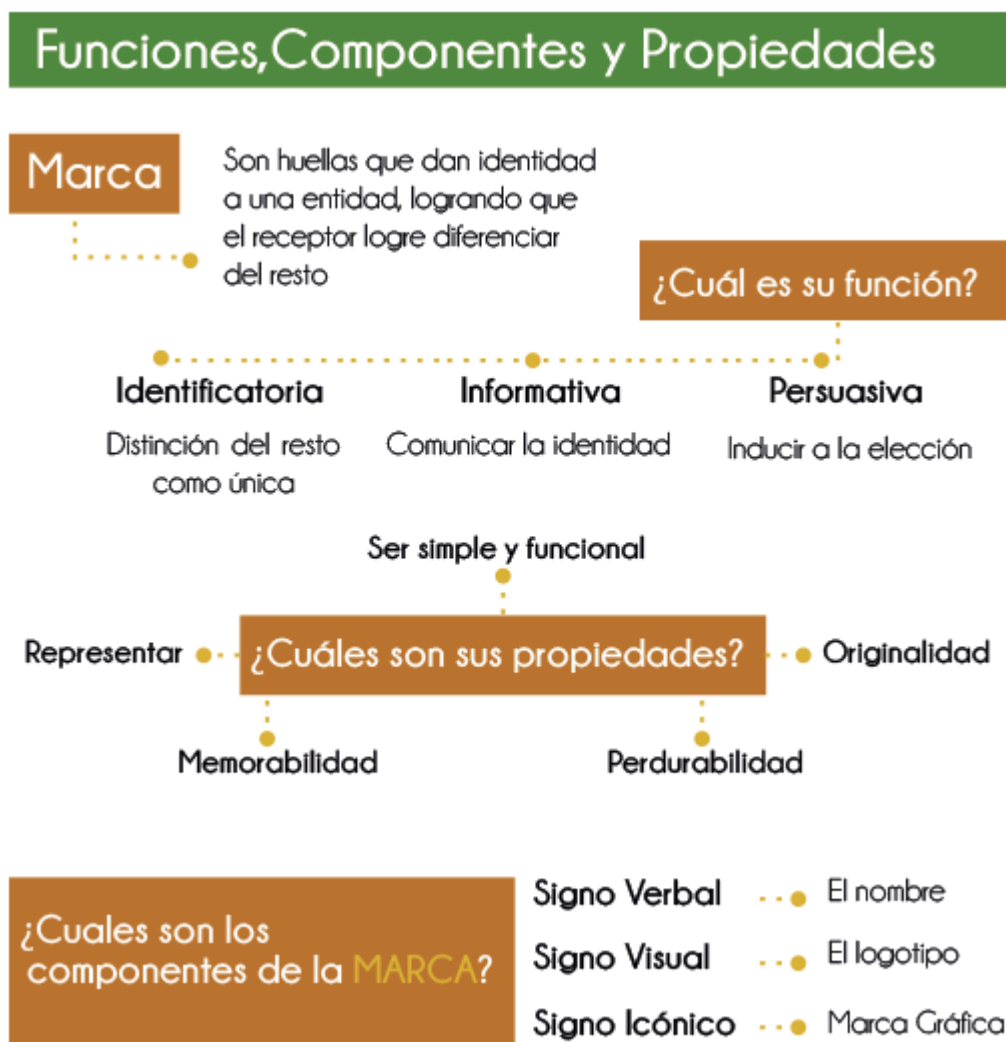 Funciones,Componentes y Propiedades
Marca
Son huellas que dan identidad
a una entidad, logrando que
el receptor logre diferenciar
del resto
¿Cuál es su función?
Identificatoria
Distinción del resto
como única
Informativa
Comunicar la identidad
Persuasiva
Inducir a la elección
Ser simple y funcional
Representar
¿Cuáles son sus propiedades?
Originalidad
Memorabilidad
Perdurabilidad
¿Cuales son los
componentes de la MARCA?
Signo Verbal
El nombre
Signo Visual
El logotipo
Signo Icónico
Marca Gráfica